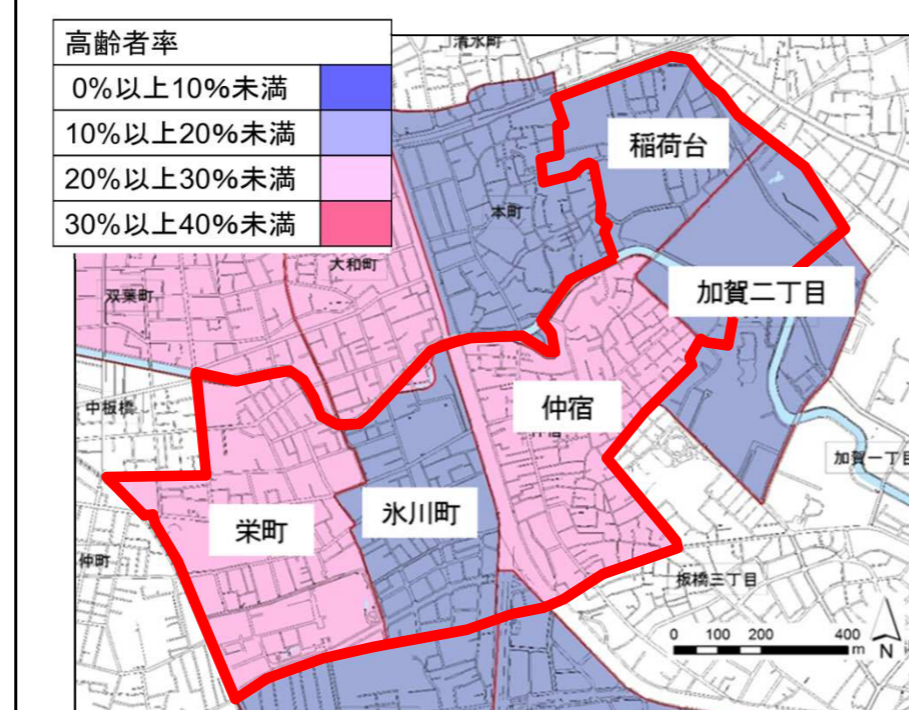 高齢者率
0%以上10%未満
10%以上20%未満
20%以上30%未満
30%以上40%未満
清水町
稲荷台
本町
大和町
双葉町
加賀二丁目
中板橋
仲宿
加賀一丁目
栄町
氷川町
仲町
板橋三丁目
0 100 200 400
m
N